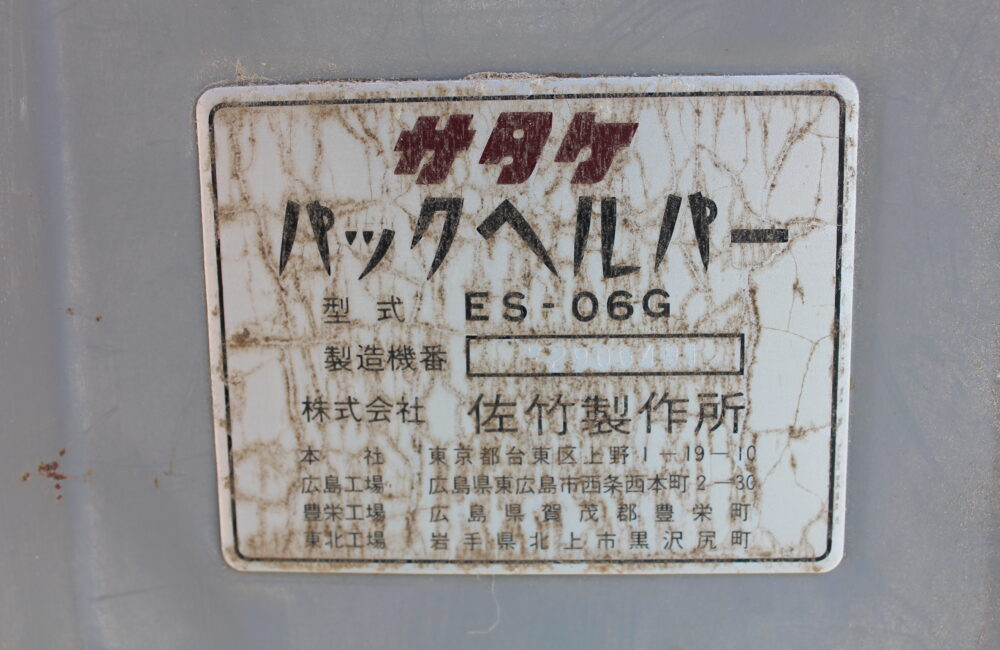 サタケ
パックヘルパー
型式 ES-06G
製造機番
株式会社 佐竹製作所
本社 東京都台東区上野1-19-10
広島工場 広島県東広島市西条西本町2-30
豊栄工場 広島県賀茂郡豊栄町
東北工場 岩手県北上市黒沢尻町